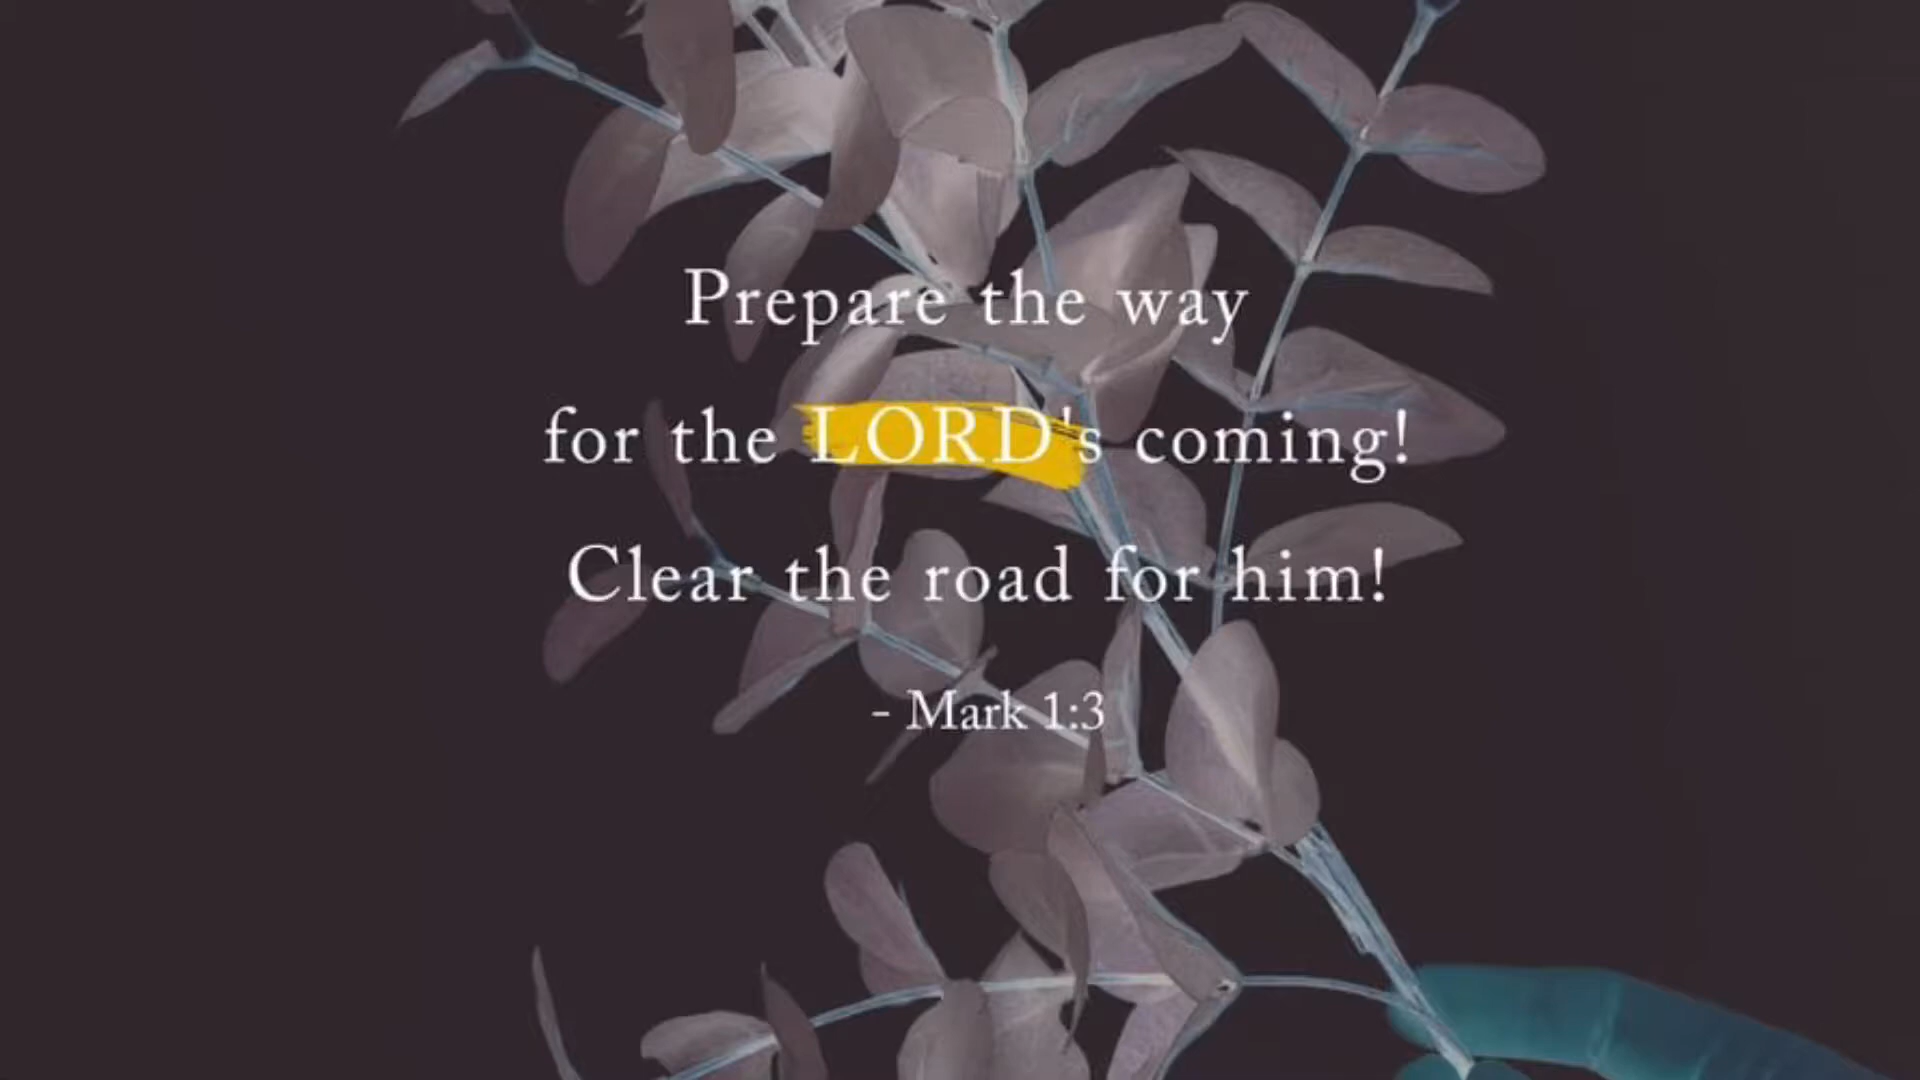 Prepare the way
for the LORD's coming!
Clear the road for him!
- Mark 1:3